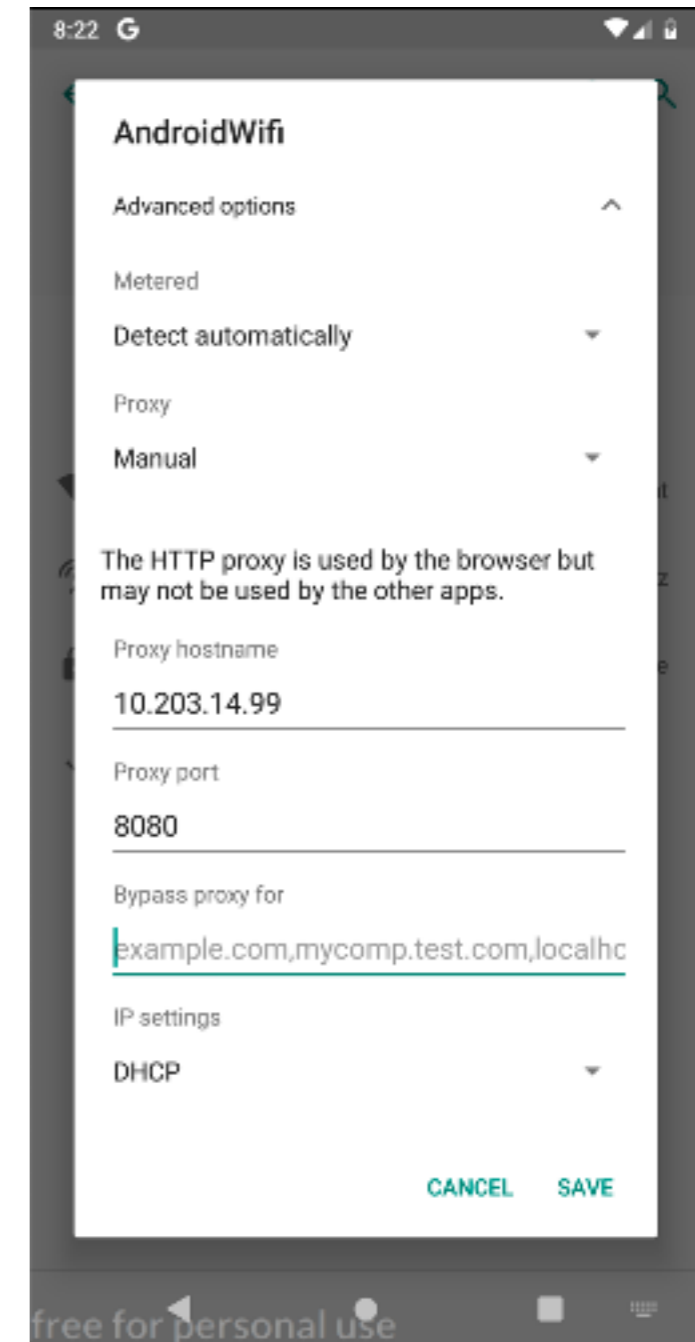 8:22 G
AndroidWifi
Advanced options
Metered
Detect automatically
Proxy
Manual
The HTTP proxy is used by the browser but
may not be used by the other apps.
Proxy hostname
10.203.14.99
Proxy port
8080
Bypass proxy for
example.com,mycomp.test.com,localhc
IP settings
DHCP
CANCEL SAVE
free for personal use